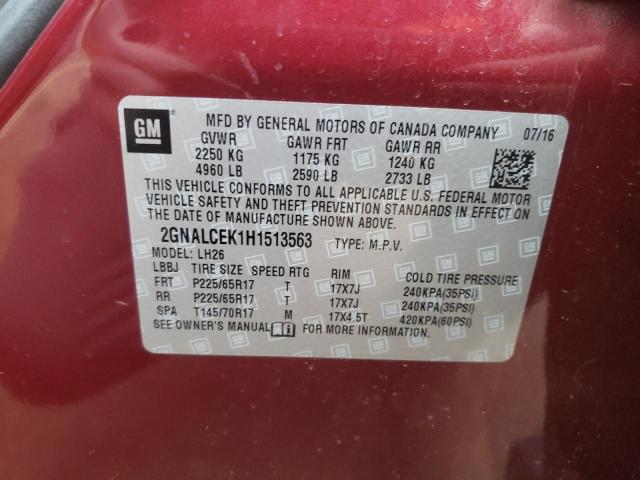 GM
MFD BY GENERAL MOTORS OF CANADA COMPANY 07/16
GVWR GAWR FRT GAWR RR
2250 KG 1175 KG 1240 KG
4960 LB 2590 LB 2733 LB
THIS VEHICLE CONFORMS TO ALL APPLICABLE U.S. FEDERAL MOTOR
VEHICLE SAFETY AND THEFT PREVENTION STANDARDS IN EFFECT ON
THE DATE OF MANUFACTURE SHOWN ABOVE.
2GNALCEK1H1513563 TYPE: M.P.V.
MODEL: LH26
LBBJ TIRE SIZE SPEED RTG RIM COLD TIRE PRESSURE
FRT P225/65R17 T 17X7J 240KPA(35PSI)
RR P225/65R17 T 17X7J 240KPA(35PSI)
SPA T145/70R17 M 17X4.5T 420KPA(60PSI)
SEE OWNER'S MANUAL FOR MORE INFORMATION.